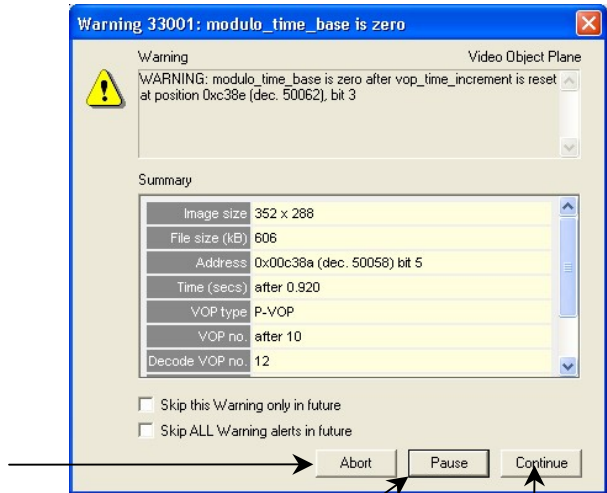 Warning 33001: modulo_time_base is zero
Warning Video Object Plane
WARNING: modulo_time_base is zero after vop_time_increment is reset
at position 0xc38e (dec. 50062), bit 3
Summary
Image size 352 x 288
File size (kB) 606
Address 0x00c38a (dec. 50058) bit 5
Time (secs) after 0.920
VOP type P-VOP
VOP no. after 10
Decode VOP no. 12
Skip this Warning only in future
Skip ALL Warning alerts in future
Abort Pause Continue